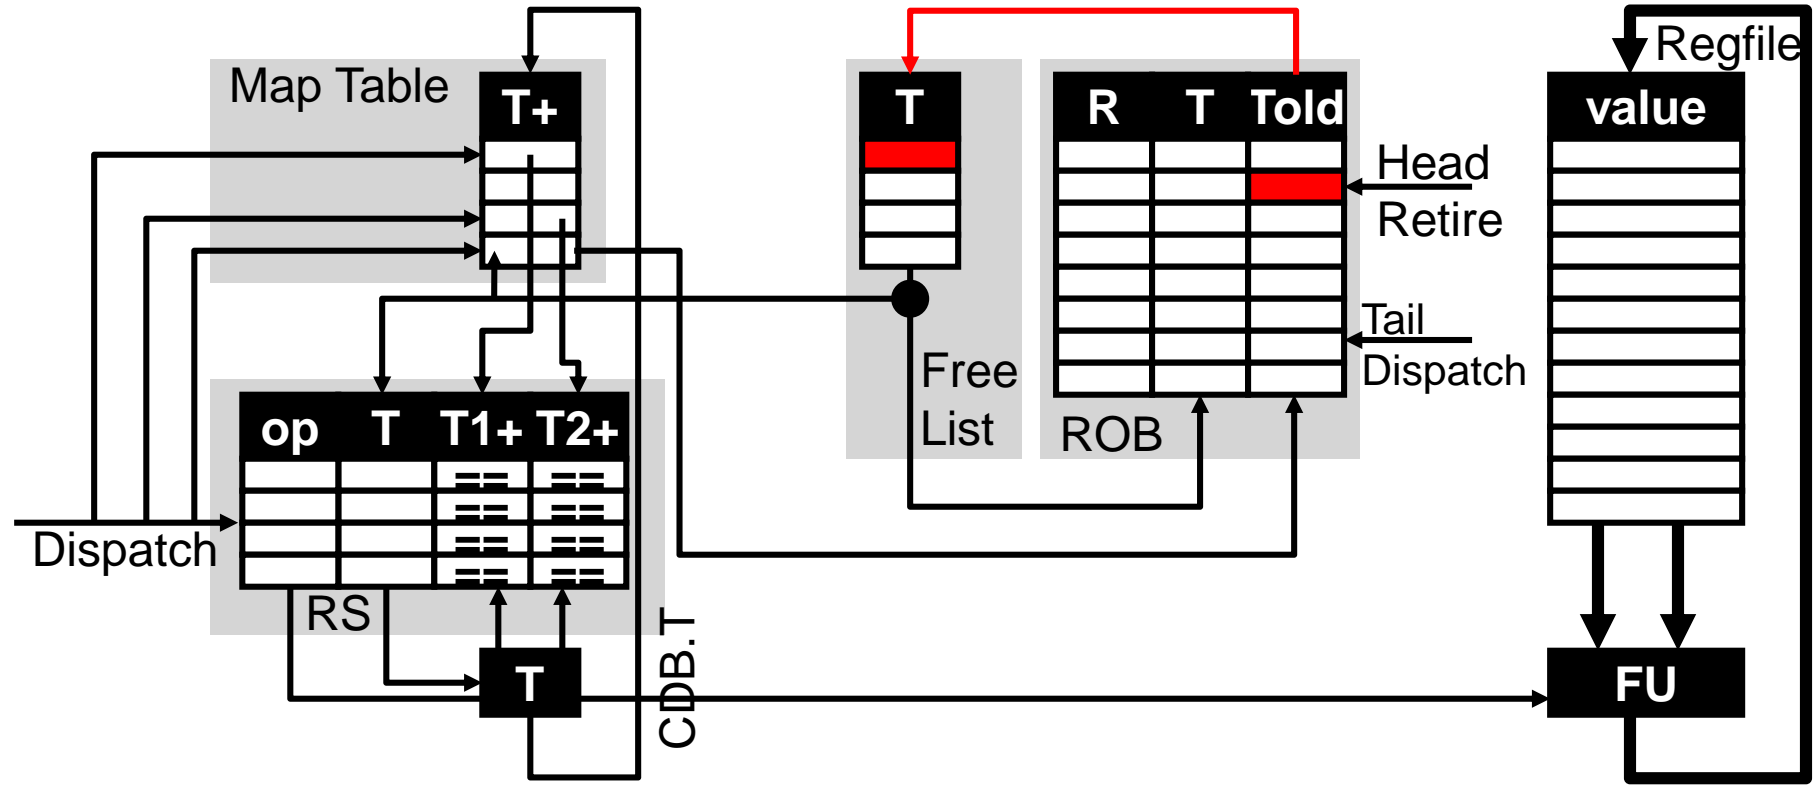 Map Table
T+
T
R T Told
Regfile
value
Head
Retire
Tail
Dispatch
Free
List
ROB
op T T1+ T2+
== ==
== ==
== ==
== ==
Dispatch
RS
CDB.T
T
FU